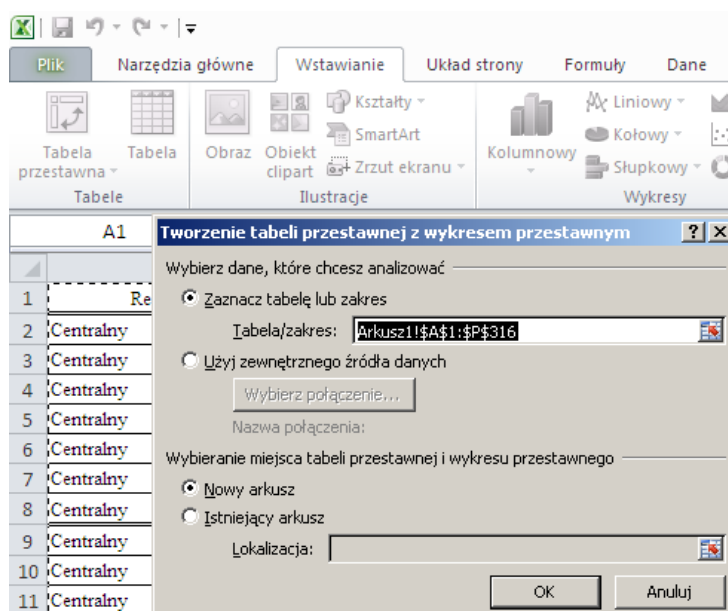 Plik Narzędzia główne Wstawianie Układ strony Formuły Dane
Tabela przestawna
Tabela
Obraz
Obiekt clipart
Kształty
SmartArt
Zrzut ekranu
Kolumnowy
Liniowy
Kołowy
Słupkowy
Tabele Ilustracje Wykresy
A1
Tworzenie tabeli przestawnej z wykresem przestawnym
Wybierz dane, które chcesz analizować
Zaznacz tabelę lub zakres
Tabela/zakres: Arkusz1!$A$1:$P$316
Użyj zewnętrznego źródła danych
Wybierz połączenie...
Nazwa połączenia:
Wybieranie miejsca tabeli przestawnej i wykresu przestawnego
Nowy arkusz
Istniejący arkusz
Lokalizacja:
OK Anuluj
1 Re
2 Centralny
3 Centralny
4 Centralny
5 Centralny
6 Centralny
7 Centralny
8 Centralny
9 Centralny
10 Centralny
11 Centralny